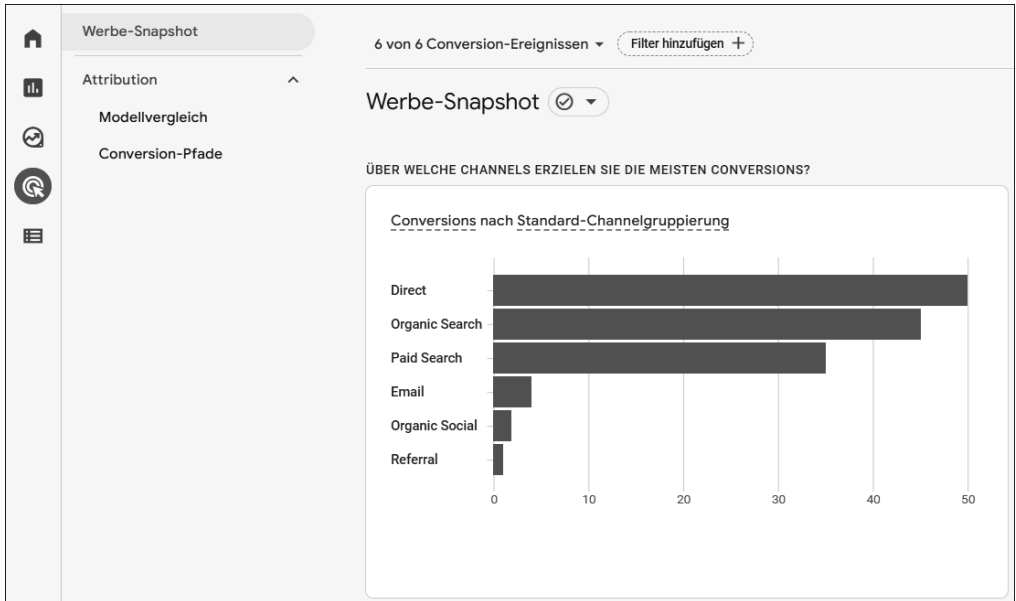 Werbe-Snapshot
Attribution
Modellvergleich
Conversion-Pfade
6 von 6 Conversion-Ereignissen
Filter hinzufügen +
Werbe-Snapshot
ÜBER WELCHE CHANNELS ERZIELEN SIE DIE MEISTEN CONVERSIONS?
Conversions nach Standard-Channelgruppierung
Direct
Organic Search
Paid Search
Email
Organic Social
Referral
0 10 20 30 40 50